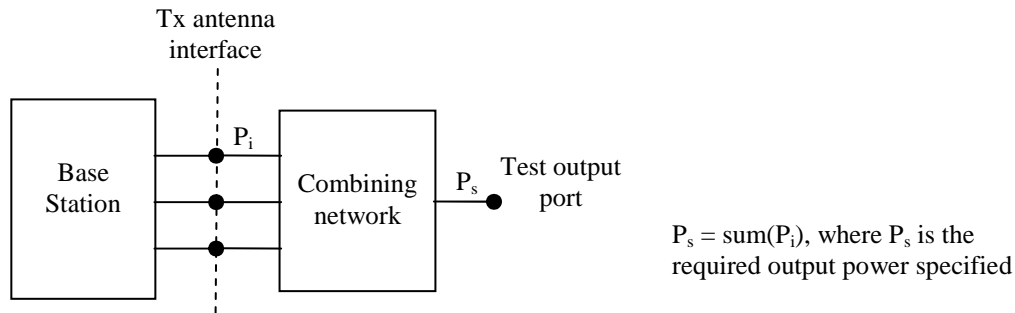 Tx antenna
interface
P_i
Base
Station
Combining
network
P_s
Test output
port
P_s = sum(P_i), where P_s is the
required output power specified